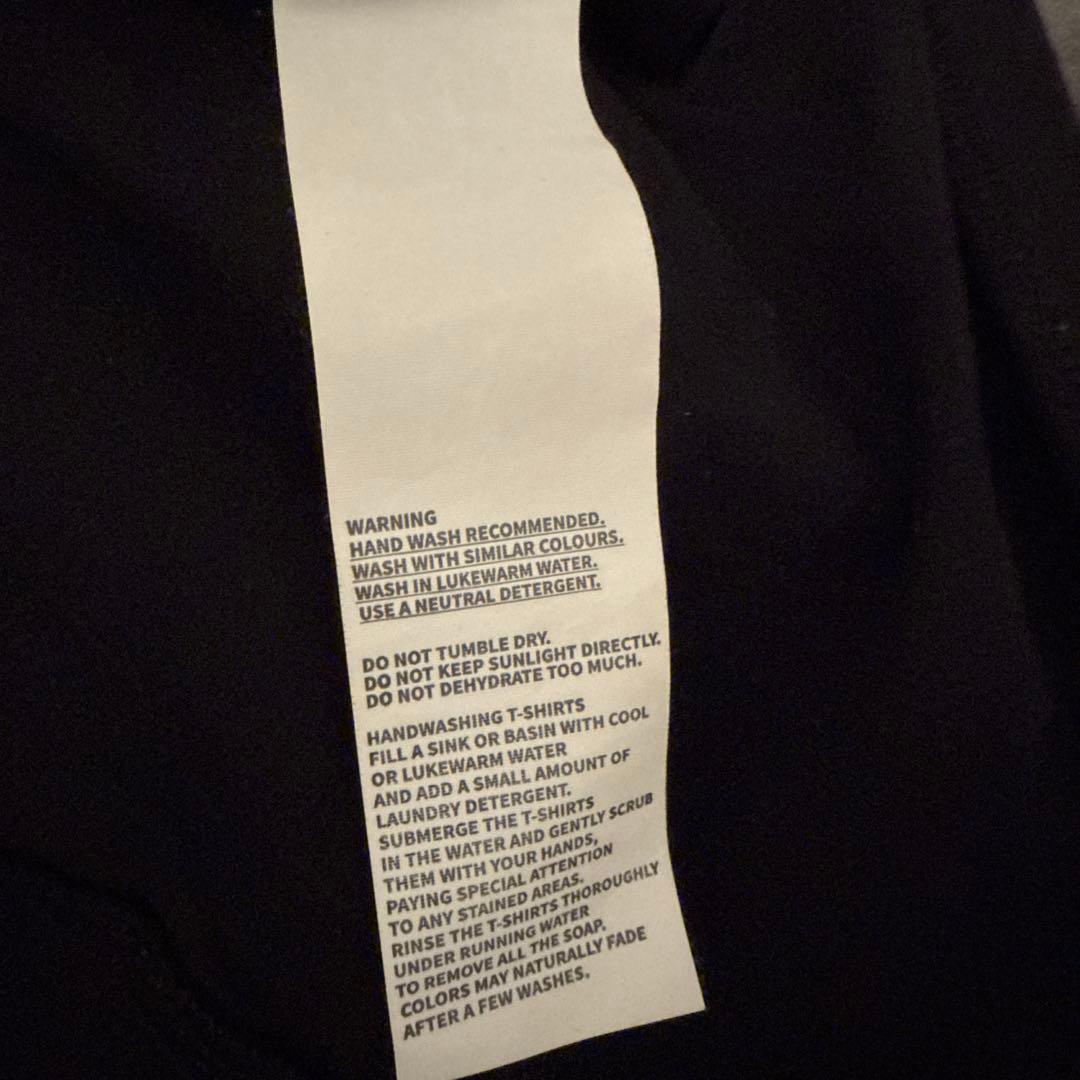 WARNING
HAND WASH RECOMMENDED.
WASH WITH SIMILAR COLOURS.
WASH IN LUKEWARM WATER.
USE A NEUTRAL DETERGENT.
DO NOT TUMBLE DRY.
DO NOT KEEP SUNLIGHT DIRECTLY.
DO NOT DEHYDRATE TOO MUCH.
HANDWASHING T-SHIRTS
FILL A SINK OR BASIN WITH COOL
OR LUKEWARM WATER
AND ADD A SMALL AMOUNT OF
LAUNDRY DETERGENT.
SUBMERGE THE T-SHIRTS
IN THE WATER AND GENTLY SCRUB
THEM WITH YOUR HANDS,
PAYING SPECIAL ATTENTION
TO ANY STAINED AREAS.
RINSE THE T-SHIRTS THOROUGHLY
UNDER RUNNING WATER
TO REMOVE ALL THE SOAP.
COLORS MAY NATURALLY FADE
AFTER A FEW WASHES.